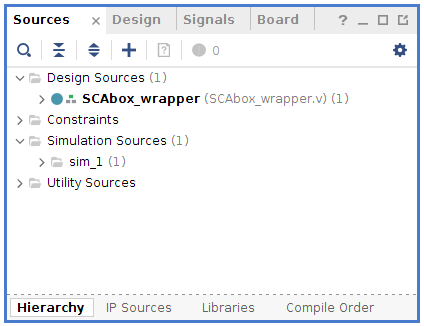 Sources × Design Signals Board ?
0
Design Sources (1)
SCAbox_wrapper (SCAbox_wrapper.v) (1)
Constraints
Simulation Sources (1)
sim_1 (1)
Utility Sources
Hierarchy IP Sources Libraries Compile Order